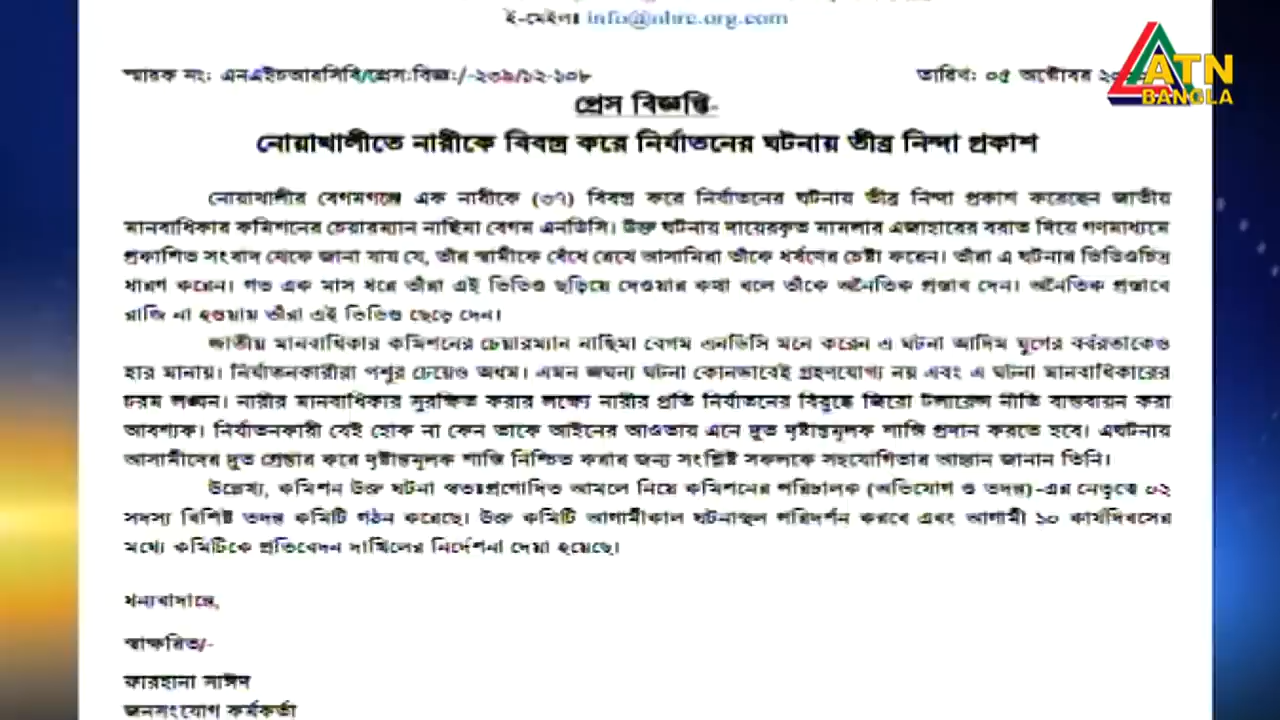 ই-মেইলঃ info@nhrc.org.com
স্মারক নং: এনএইচআরসিবি/প্রেস:বিজ্ঞ:/-২৩৯/১২-১০৮
তারিখ: ০৫ অক্টোবর
ATN
BANGLA
প্রেস বিজ্ঞপ্তি-
নোয়াখালীতে নারীকে বিবস্ত্র করে নির্যাতনের ঘটনায় তীব্র নিন্দা প্রকাশ
নোয়াখালীর বেগমগঞ্জে এক নারীকে (৩৭) বিবস্ত্র করে নির্যাতনের ঘটনায় তীব্র নিন্দা প্রকাশ করেছেন জাতীয়
মানবাধিকার কমিশনের চেয়ারম্যান নাছিমা বেগম এনডিসি। উক্ত ঘটনায় দায়েরকৃত মামলার এজাহারের বরাত দিয়ে গণমাধ্যমে
প্রকাশিত সংবাদ থেকে জানা যায় যে, তাঁর স্বামীকে বেঁধে রেখে আসামিরা তাঁকে ধর্ষণের চেষ্টা করেন। তাঁরা এ ঘটনার ভিডিওচিত্র
ধারণ করেন। গত এক মাস ধরে তাঁরা এই ভিডিও ছড়িয়ে দেওয়ার কথা বলে তাঁকে অনৈতিক প্রস্তাব দেন। অনৈতিক প্রস্তাবে
রাজি না হওয়ায় তাঁরা এই ভিডিও ছেড়ে দেন।
জাতীয় মানবাধিকার কমিশনের চেয়ারম্যান নাছিমা বেগম এনডিসি মনে করেন এ ঘটনা আদিম যুগের বর্বরতাকেও
হার মানায়। নির্যাতনকারীরা পশুর চেয়েও অধম। এমন জঘন্য ঘটনা কোনভাবেই গ্রহণযোগ্য নয় এবং এ ঘটনা মানবাধিকারের
চরম লঙ্ঘন। নারীর মানবাধিকার সুরক্ষিত করার লক্ষ্যে নারীর প্রতি নির্যাতনের বিরুদ্ধে জিরো টলারেন্স নীতি বাস্তবায়ন করা
আবশ্যক। নির্যাতনকারী যেই হোক না কেন তাকে আইনের আওতায় এনে দ্রুত দৃষ্টান্তমূলক শাস্তি প্রদান করতে হবে। এঘটনায়
আসামীদের দ্রুত গ্রেপ্তার করে দৃষ্টান্তমূলক শাস্তি নিশ্চিত করার জন্য সংশ্লিষ্ট সকলকে সহযোগিতার আহ্বান জানান তিনি।
উল্লেখ্য, কমিশন উক্ত ঘটনা স্বতঃপ্রণোদিত আমলে নিয়ে কমিশনের পরিচালক (অভিযোগ ও তদন্ত)-এর নেতৃত্বে ০২
সদস্য বিশিষ্ট তদন্ত কমিটি গঠন করেছে। উক্ত কমিটি আগামীকাল ঘটনাস্থল পরিদর্শন করবে এবং আগামী ১০ কার্যদিবসের
মধ্যে কমিটিকে প্রতিবেদন দাখিলের নির্দেশনা দেয়া হয়েছে।
ধন্যবাদান্তে,
স্বাক্ষরিত/-
ফারহানা সাঈদ
জনসংযোগ কর্মকর্তা